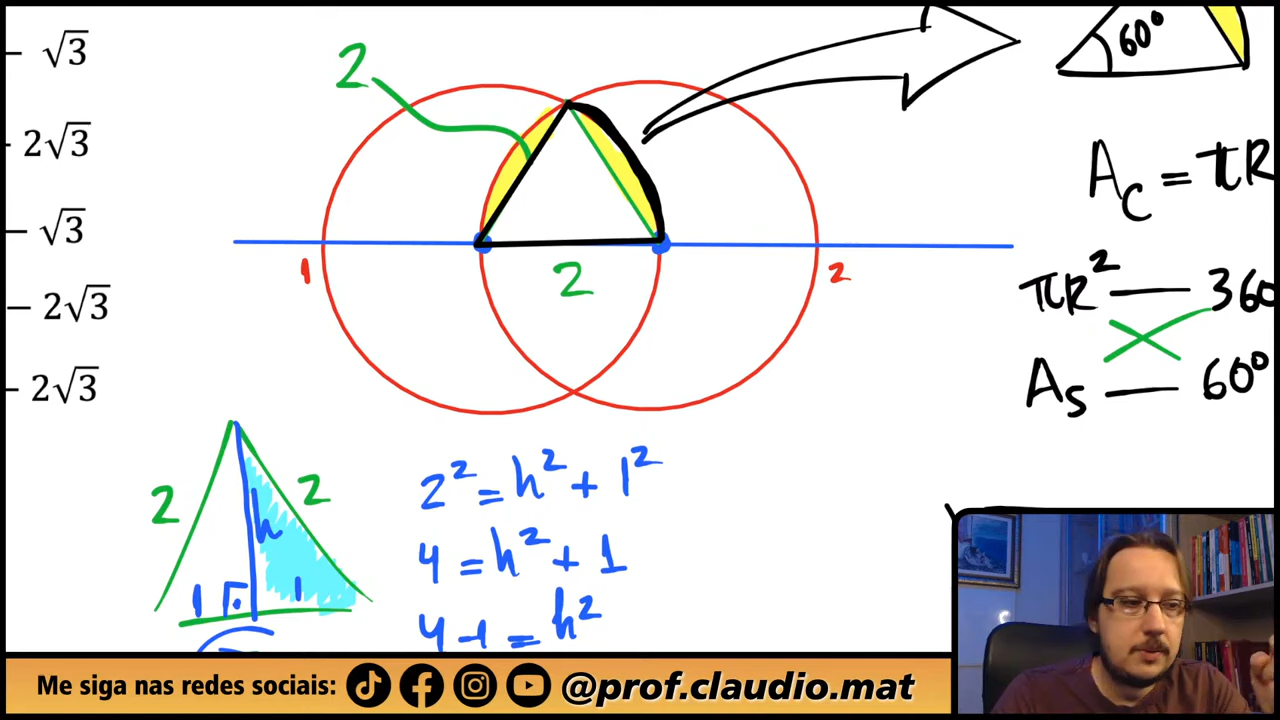 – √3
– 2√3
– √3
– 2√3
– 2√3
2
2
1
2
60°
A_C = πR
πR² — 360
A_S — 60°
2
2
h
1
1
2² = h² + 1²
4 = h² + 1
4 - 1 = h²
Me siga nas redes sociais: @prof.claudio.mat